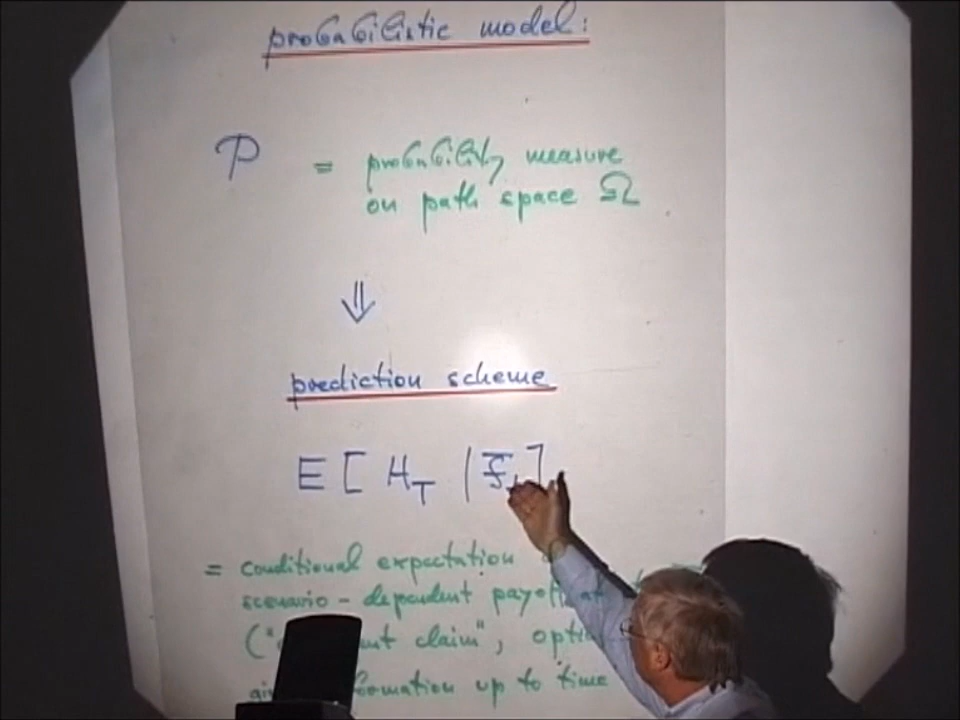 probabilistic model:
P = probability measure
on path space Ω
⇓
prediction scheme
E [ H_T | F
= conditional expectation
scenario - dependent payoff at
claim",
up to time